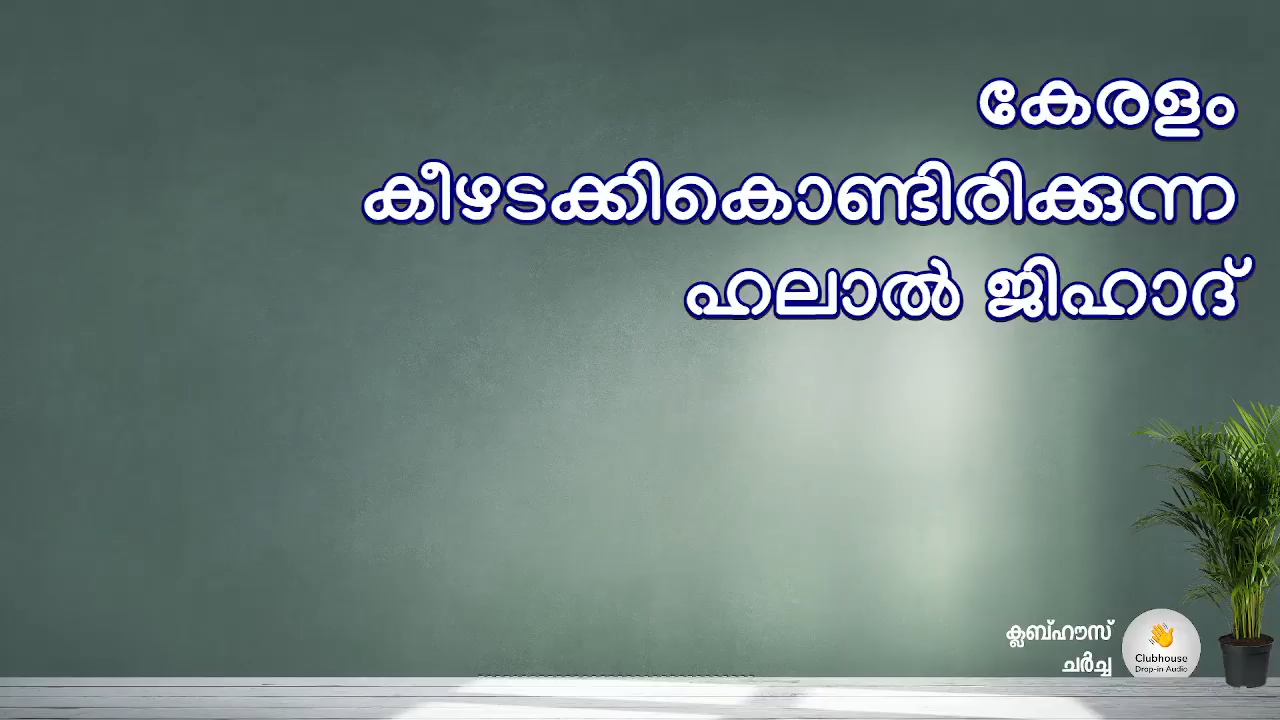 കേരളം
കീഴടക്കികൊണ്ടിരിക്കുന്ന
ഹലാൽ ജിഹാദ്
ക്ലബ്ഹൗസ്
ചർച്ച
Clubhouse
Drop-in Audio